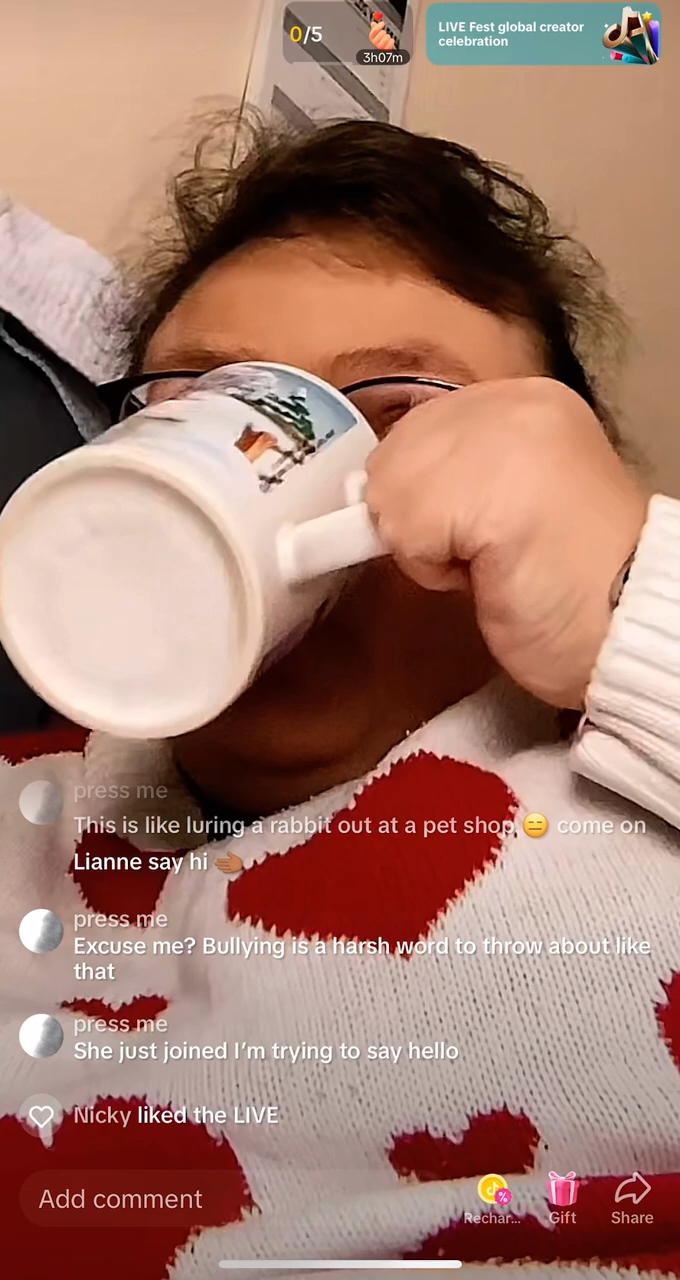 0/5
3h07m
LIVE Fest global creator
celebration
press me
This is like luring a rabbit out at a pet shop 😑 come on
Lianne say hi 👋🏽
press me
Excuse me? Bullying is a harsh word to throw about like
that
press me
She just joined I'm trying to say hello
Nicky liked the LIVE
Add comment
Rechar...
Gift
Share